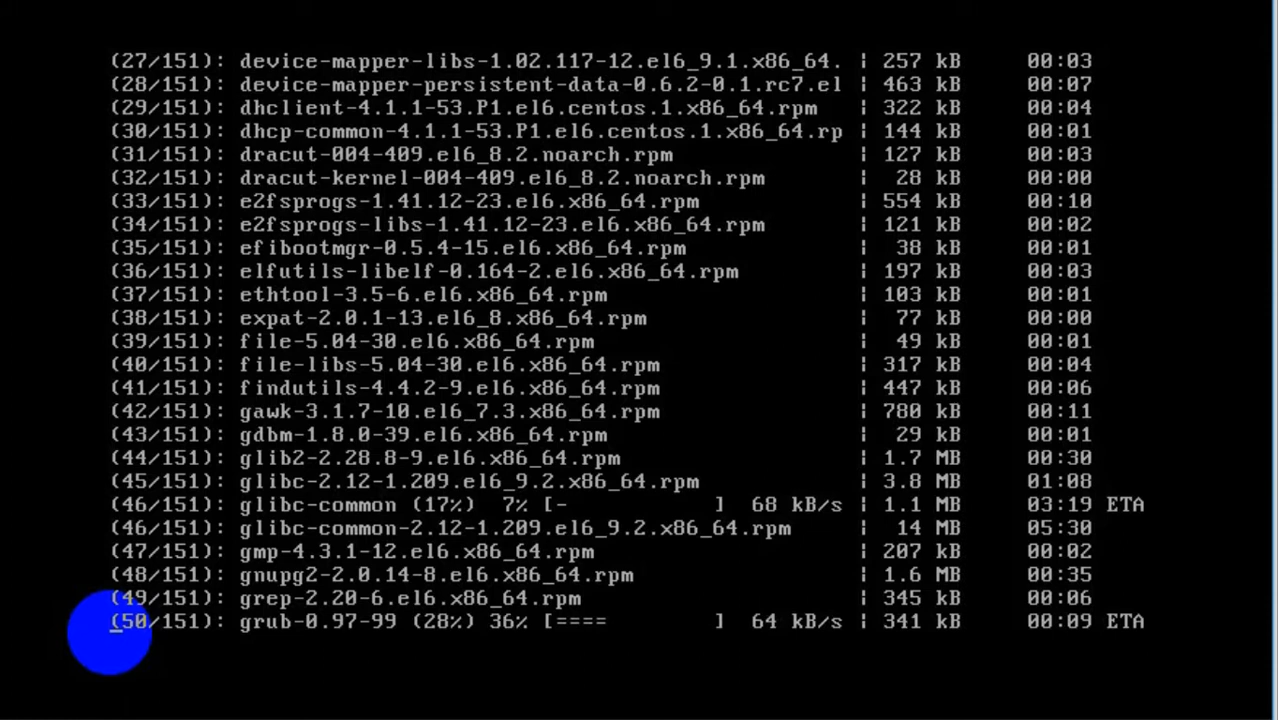 (27/151): device-mapper-libs-1.02.117-12.el6_9.1.x86_64. | 257 kB 00:03
(28/151): device-mapper-persistent-data-0.6.2-0.1.rc7.el | 463 kB 00:07
(29/151): dhclient-4.1.1-53.P1.el6.centos.1.x86_64.rpm | 322 kB 00:04
(30/151): dhcp-common-4.1.1-53.P1.el6.centos.1.x86_64.rp | 144 kB 00:01
(31/151): dracut-004-409.el6_8.2.noarch.rpm | 127 kB 00:03
(32/151): dracut-kernel-004-409.el6_8.2.noarch.rpm | 28 kB 00:00
(33/151): e2fsprogs-1.41.12-23.el6.x86_64.rpm | 554 kB 00:10
(34/151): e2fsprogs-libs-1.41.12-23.el6.x86_64.rpm | 121 kB 00:02
(35/151): efibootmgr-0.5.4-15.el6.x86_64.rpm | 38 kB 00:01
(36/151): elfutils-libelf-0.164-2.el6.x86_64.rpm | 197 kB 00:03
(37/151): ethtool-3.5-6.el6.x86_64.rpm | 103 kB 00:01
(38/151): expat-2.0.1-13.el6_8.x86_64.rpm | 77 kB 00:00
(39/151): file-5.04-30.el6.x86_64.rpm | 49 kB 00:01
(40/151): file-libs-5.04-30.el6.x86_64.rpm | 317 kB 00:04
(41/151): findutils-4.4.2-9.el6.x86_64.rpm | 447 kB 00:06
(42/151): gawk-3.1.7-10.el6_7.3.x86_64.rpm | 780 kB 00:11
(43/151): gdbm-1.8.0-39.el6.x86_64.rpm | 29 kB 00:01
(44/151): glib2-2.28.8-9.el6.x86_64.rpm | 1.7 MB 00:30
(45/151): glibc-2.12-1.209.el6_9.2.x86_64.rpm | 3.8 MB 01:08
(46/151): glibc-common (17%) 7% [- ] 68 kB/s | 1.1 MB 03:19 ETA
(46/151): glibc-common-2.12-1.209.el6_9.2.x86_64.rpm | 14 MB 05:30
(47/151): gmp-4.3.1-12.el6.x86_64.rpm | 207 kB 00:02
(48/151): gnupg2-2.0.14-8.el6.x86_64.rpm | 1.6 MB 00:35
(49/151): grep-2.20-6.el6.x86_64.rpm | 345 kB 00:06
(50/151): grub-0.97-99 (28%) 36% [==== ] 64 kB/s | 341 kB 00:09 ETA